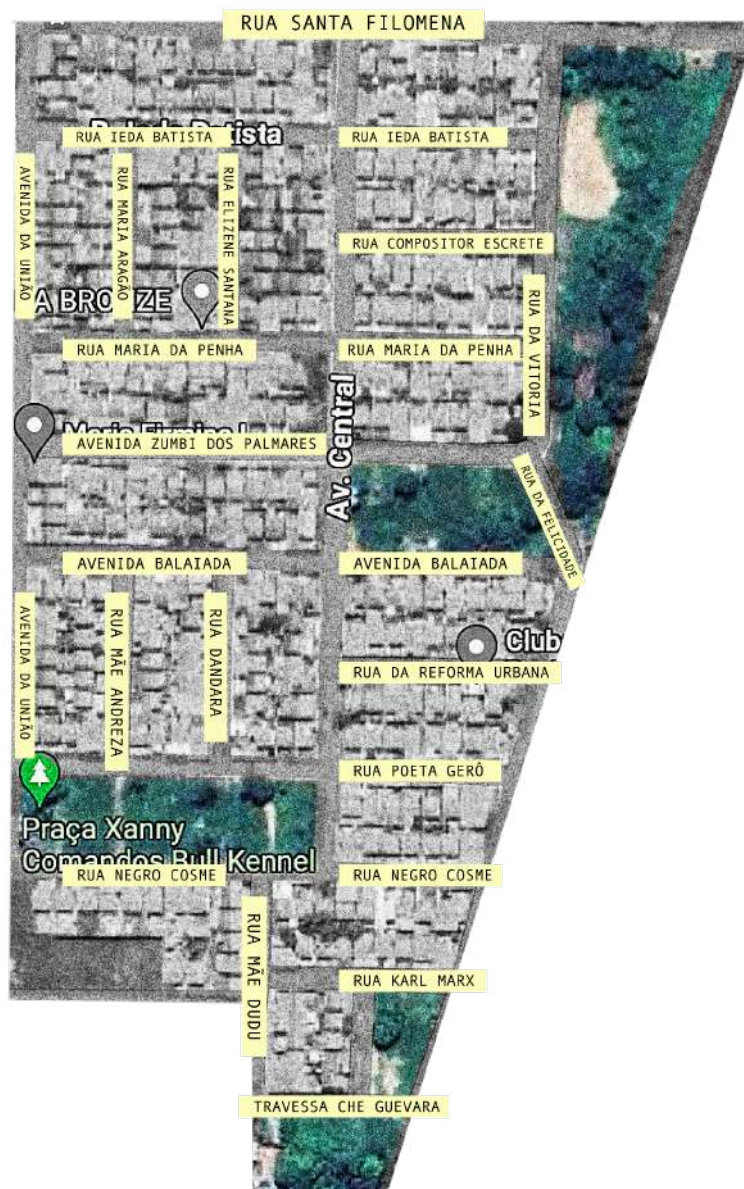 RUA SANTA FILOMENA
RUA IEDA BATISTA
RUA IEDA BATISTA
AVENIDA DA UNIÃO
RUA MARIA ARAGÃO
RUA ELIZENE SANTANA
RUA COMPOSITOR ESCRETE
A BRONZE
RUA DA VITORIA
RUA MARIA DA PENHA
RUA MARIA DA PENHA
Av. Central
AVENIDA ZUMBI DOS PALMARES
RUA DA FELICIDADE
AVENIDA BALAIADA
AVENIDA BALAIADA
AVENIDA DA UNIÃO
RUA MÃE ANDREZA
RUA DANDARA
Club
RUA DA REFORMA URBANA
RUA POETA GERÔ
Praça Xanny
Comandos Bull Kennel
RUA NEGRO COSME
RUA NEGRO COSME
RUA MÃE DUDU
RUA KARL MARX
TRAVESSA CHE GUEVARA